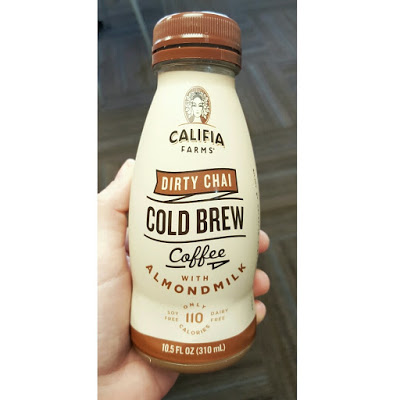 CALIFIA
FARMS®
DIRTY CHAI
COLD BREW
Coffee
WITH
ALMONDMILK
ONLY
SOY 110 DAIRY
FREE FREE
CALORIES
10.5 FL OZ (310 mL)